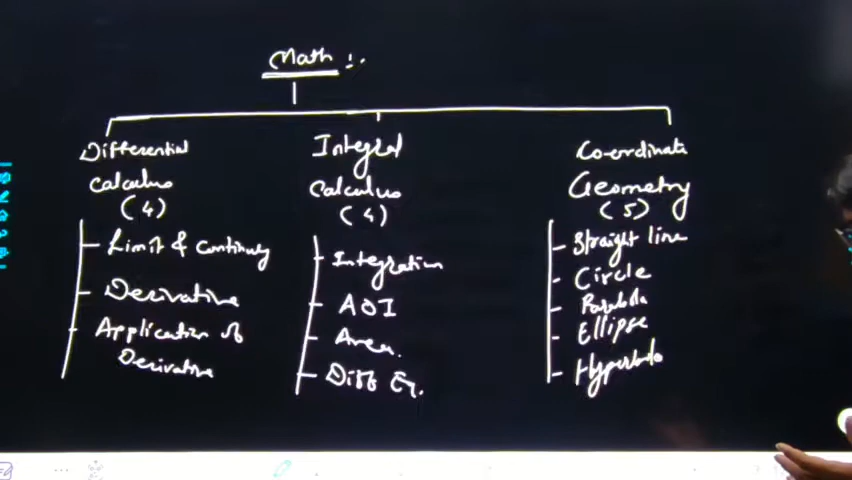 Math :.
Differential
Calculus
(4)
Limit & Continuity
Derivative
Application of
Derivative
Integral
Calculus
(4)
Integration
AOI
Area.
Diff Eq.
Co-ordinate
Geometry
(5)
Straight line
Circle
Parabola
Ellipse
Hyperbola